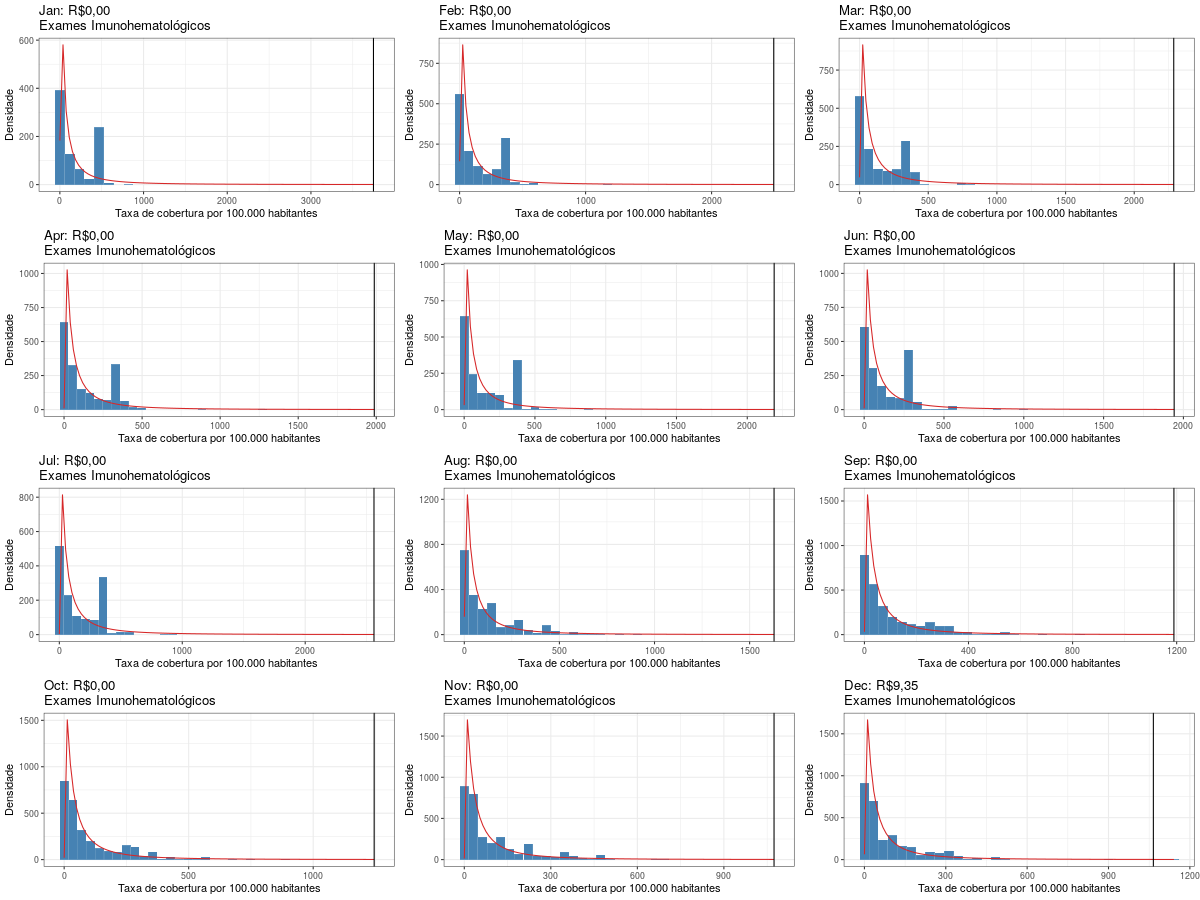 Jan: R$0,00
Exames Imunohematológicos
Densidade
600
400
200
0
0 1000 2000 3000
Taxa de cobertura por 100.000 habitantes
Feb: R$0,00
Exames Imunohematológicos
Densidade
750
500
250
0
0 1000 2000
Taxa de cobertura por 100.000 habitantes
Mar: R$0,00
Exames Imunohematológicos
Densidade
750
500
250
0
0 500 1000 1500 2000
Taxa de cobertura por 100.000 habitantes
Apr: R$0,00
Exames Imunohematológicos
Densidade
1000
750
500
250
0
0 500 1000 1500 2000
Taxa de cobertura por 100.000 habitantes
May: R$0,00
Exames Imunohematológicos
Densidade
1000
750
500
250
0
0 500 1000 1500 2000
Taxa de cobertura por 100.000 habitantes
Jun: R$0,00
Exames Imunohematológicos
Densidade
1000
750
500
250
0
0 500 1000 1500 2000
Taxa de cobertura por 100.000 habitantes
Jul: R$0,00
Exames Imunohematológicos
Densidade
800
600
400
200
0
0 1000 2000
Taxa de cobertura por 100.000 habitantes
Aug: R$0,00
Exames Imunohematológicos
Densidade
1200
800
400
0
0 500 1000 1500
Taxa de cobertura por 100.000 habitantes
Sep: R$0,00
Exames Imunohematológicos
Densidade
1500
1000
500
0
0 400 800 1200
Taxa de cobertura por 100.000 habitantes
Oct: R$0,00
Exames Imunohematológicos
Densidade
1500
1000
500
0
0 500 1000
Taxa de cobertura por 100.000 habitantes
Nov: R$0,00
Exames Imunohematológicos
Densidade
1500
1000
500
0
0 300 600 900
Taxa de cobertura por 100.000 habitantes
Dec: R$9,35
Exames Imunohematológicos
Densidade
1500
1000
500
0
0 300 600 900 1200
Taxa de cobertura por 100.000 habitantes